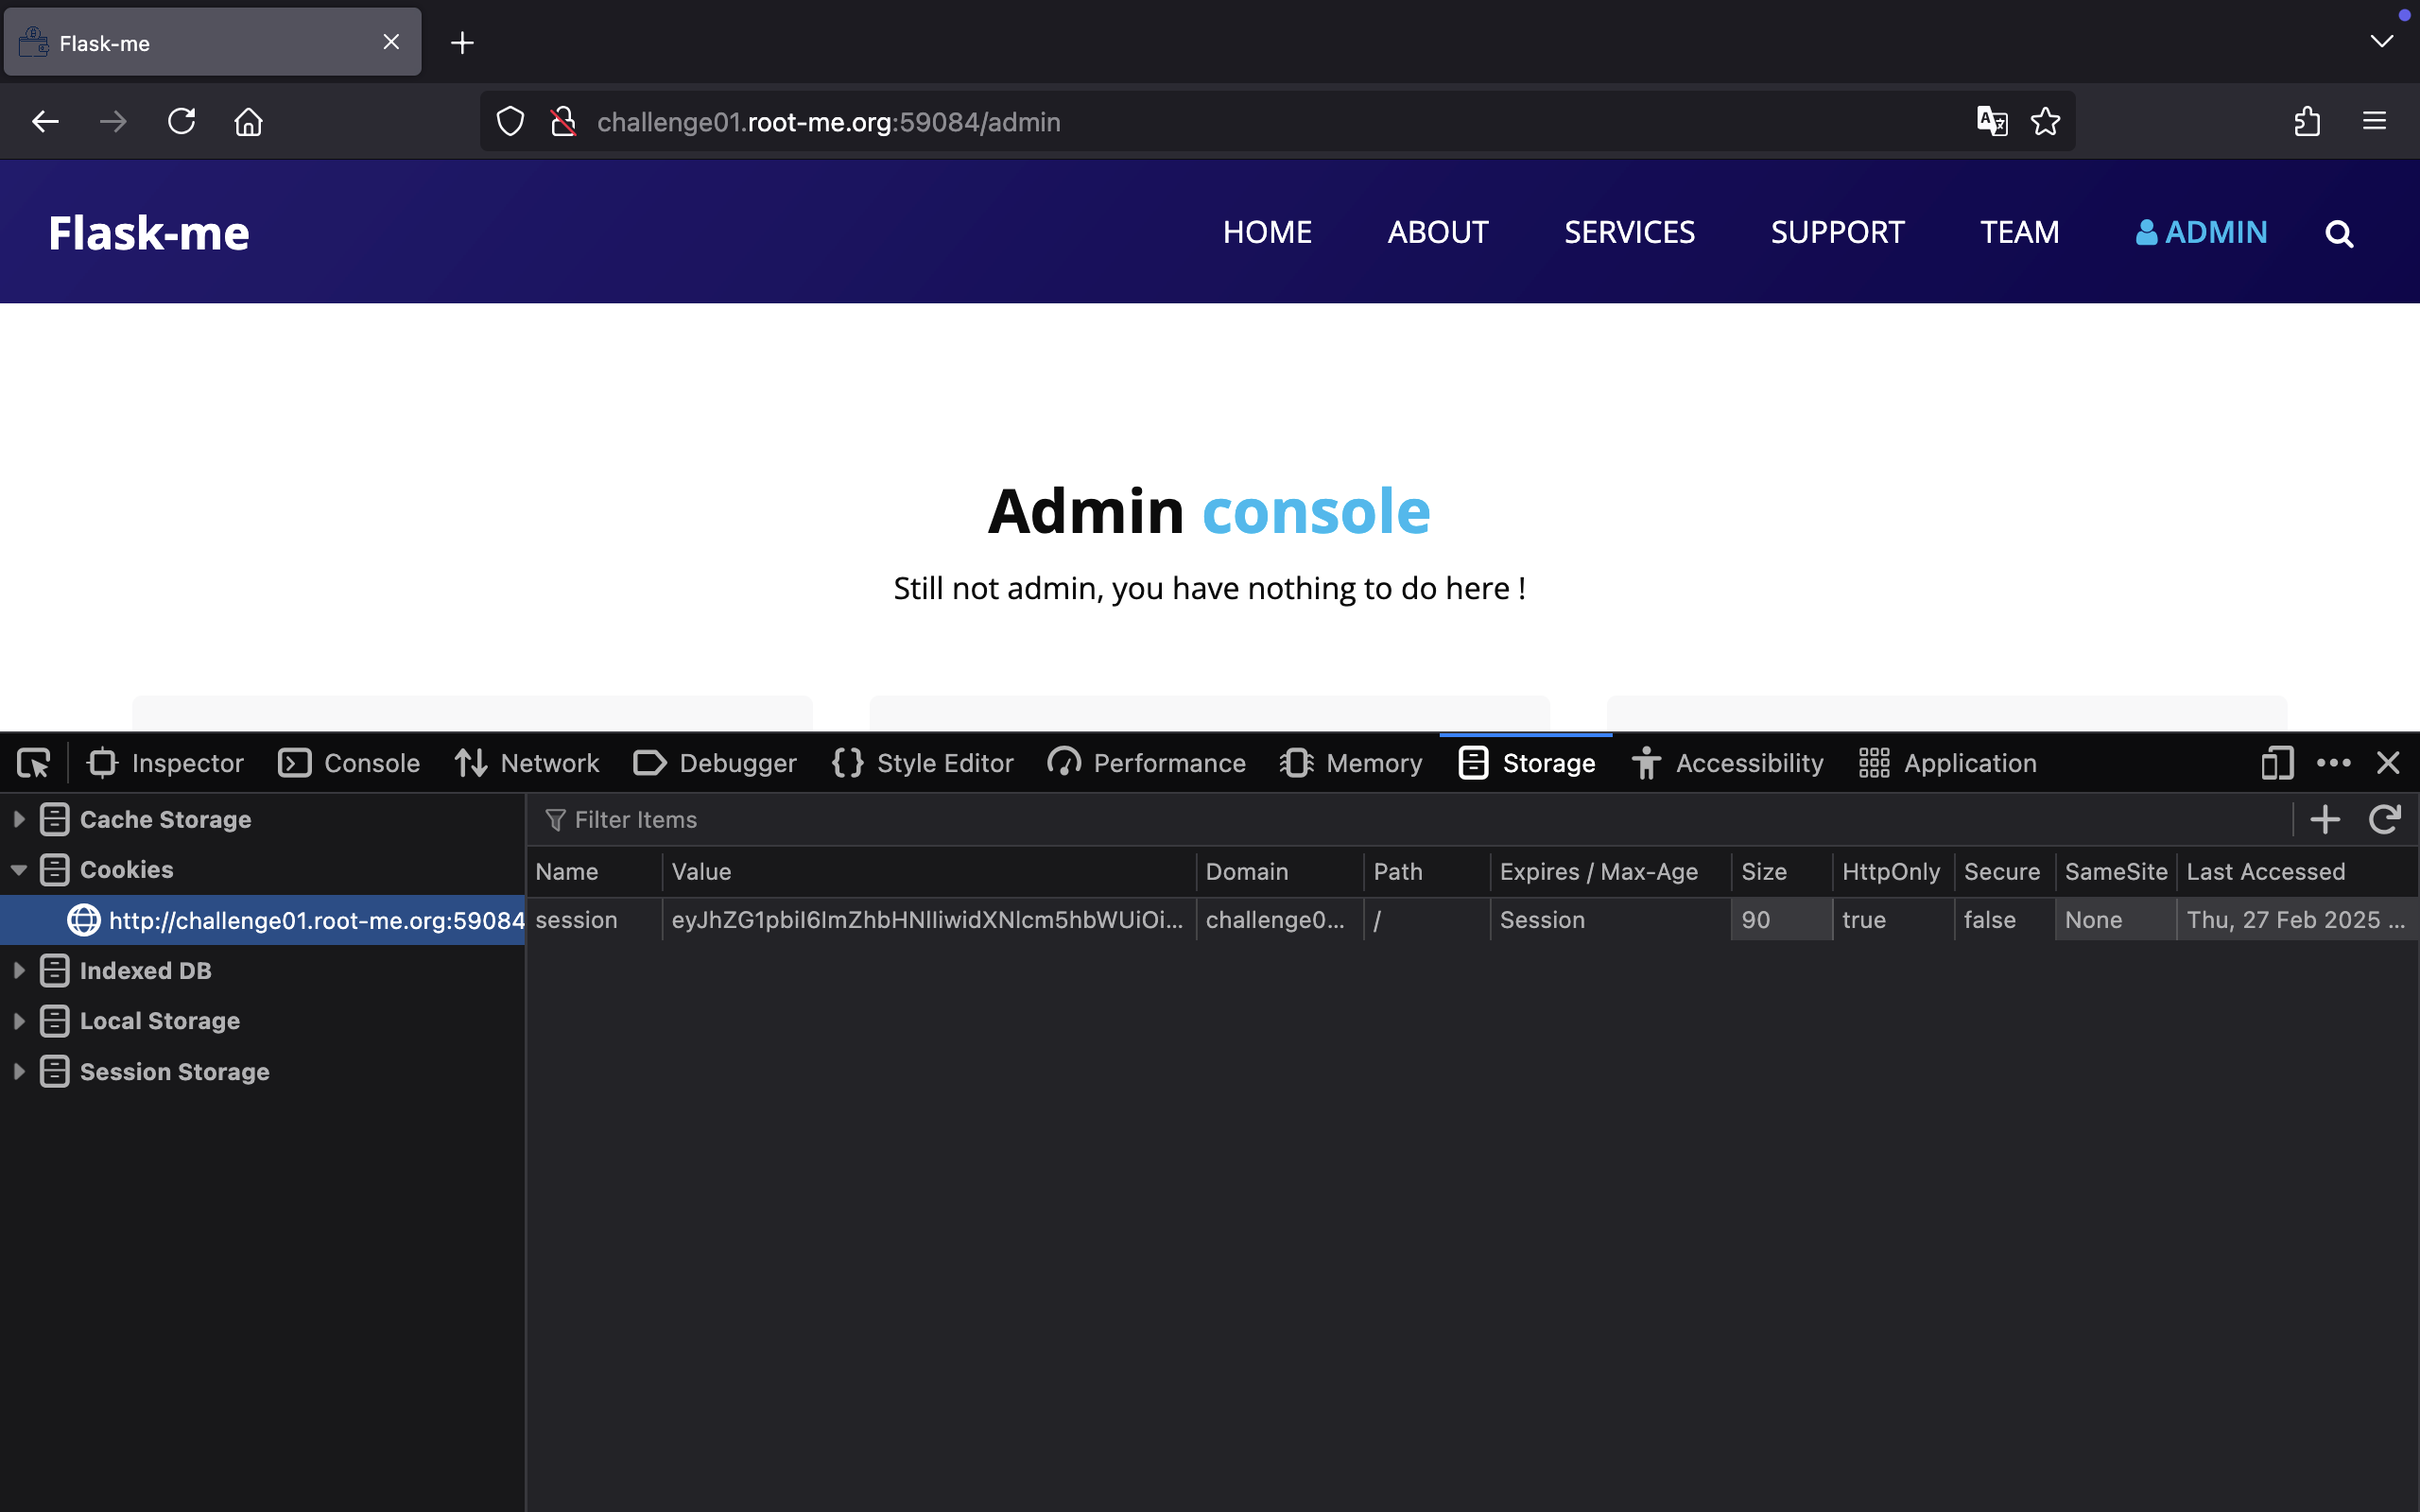 Flask-me
challenge01.root-me.org:59084/admin
Flask-me HOME ABOUT SERVICES SUPPORT TEAM ADMIN
Admin console
Still not admin, you have nothing to do here !
Inspector Console Network Debugger Style Editor Performance Memory Storage Accessibility Application
Cache Storage
Cookies
http://challenge01.root-me.org:59084
Indexed DB
Local Storage
Session Storage
Filter Items
Name Value Domain Path Expires / Max-Age Size HttpOnly Secure SameSite Last Accessed
session eyJhZG1pbiI6ImZhbHNlIiwidXNlcm5hbWUiOi... challenge0... / Session 90 true false None Thu, 27 Feb 2025 ...